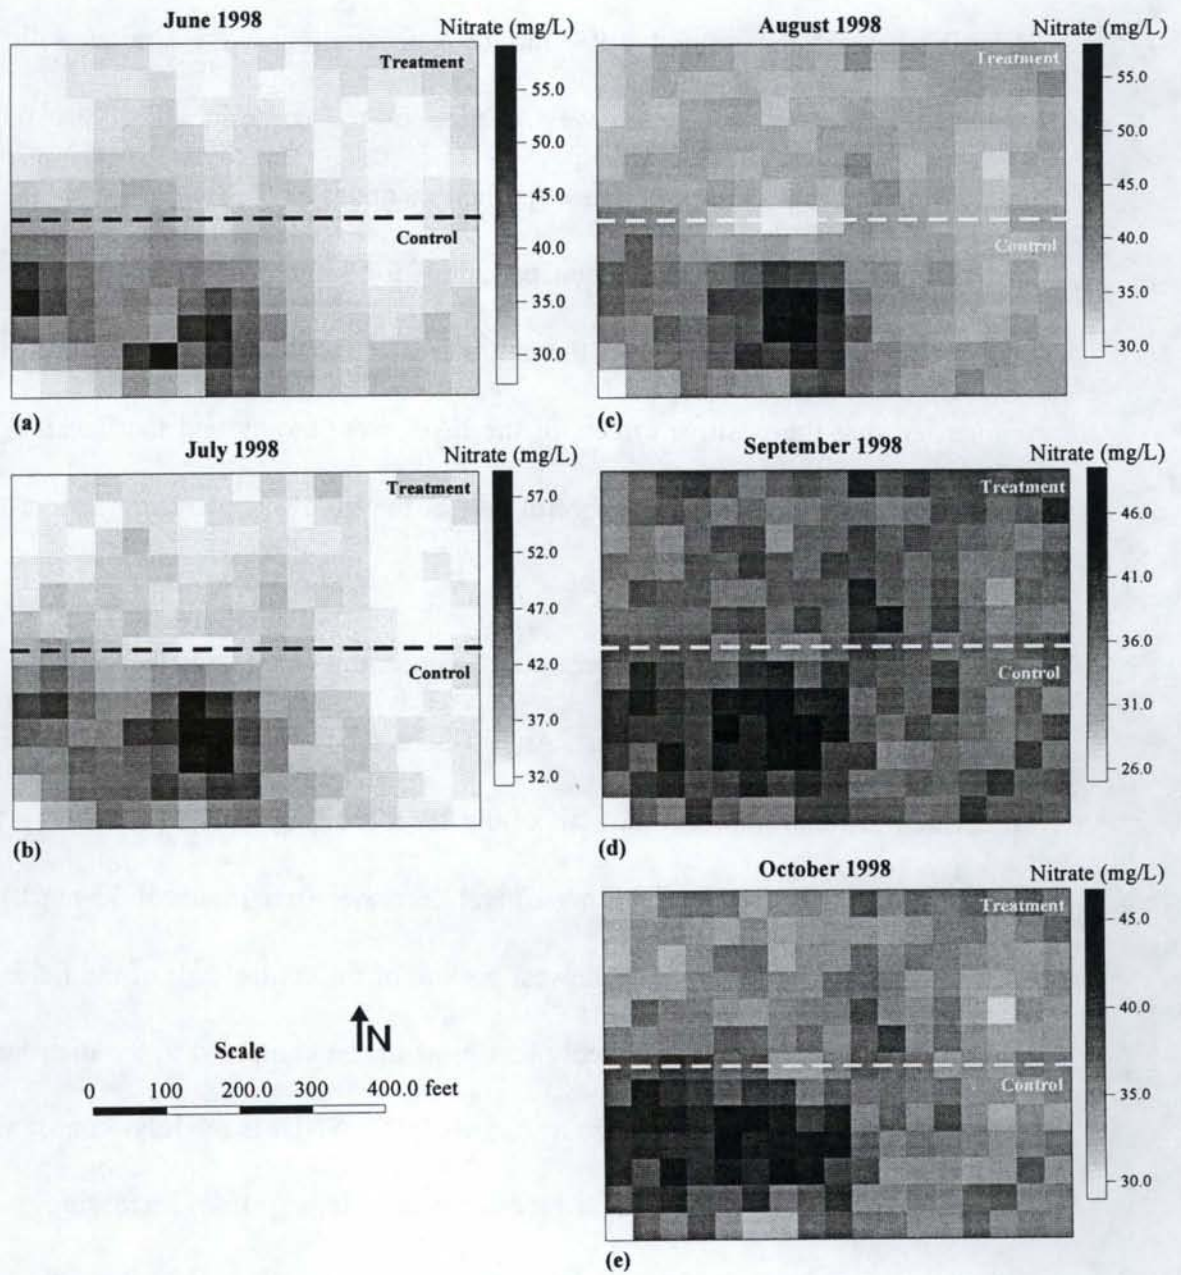 June 1998
Nitrate (mg/L)
Treatment
55.0
50.0
45.0
Control
40.0
35.0
30.0
(a)
July 1998
Nitrate (mg/L)
Treatment
57.0
52.0
47.0
42.0
Control
37.0
32.0
(b)
August 1998
Nitrate (mg/L)
Treatment
55.0
50.0
45.0
Control
40.0
35.0
30.0
(c)
September 1998
Nitrate (mg/L)
Treatment
46.0
41.0
36.0
Control
31.0
26.0
(d)
October 1998
Nitrate (mg/L)
Treatment
45.0
40.0
Control
35.0
30.0
(e)
N
Scale
0 100 200.0 300 400.0 feet